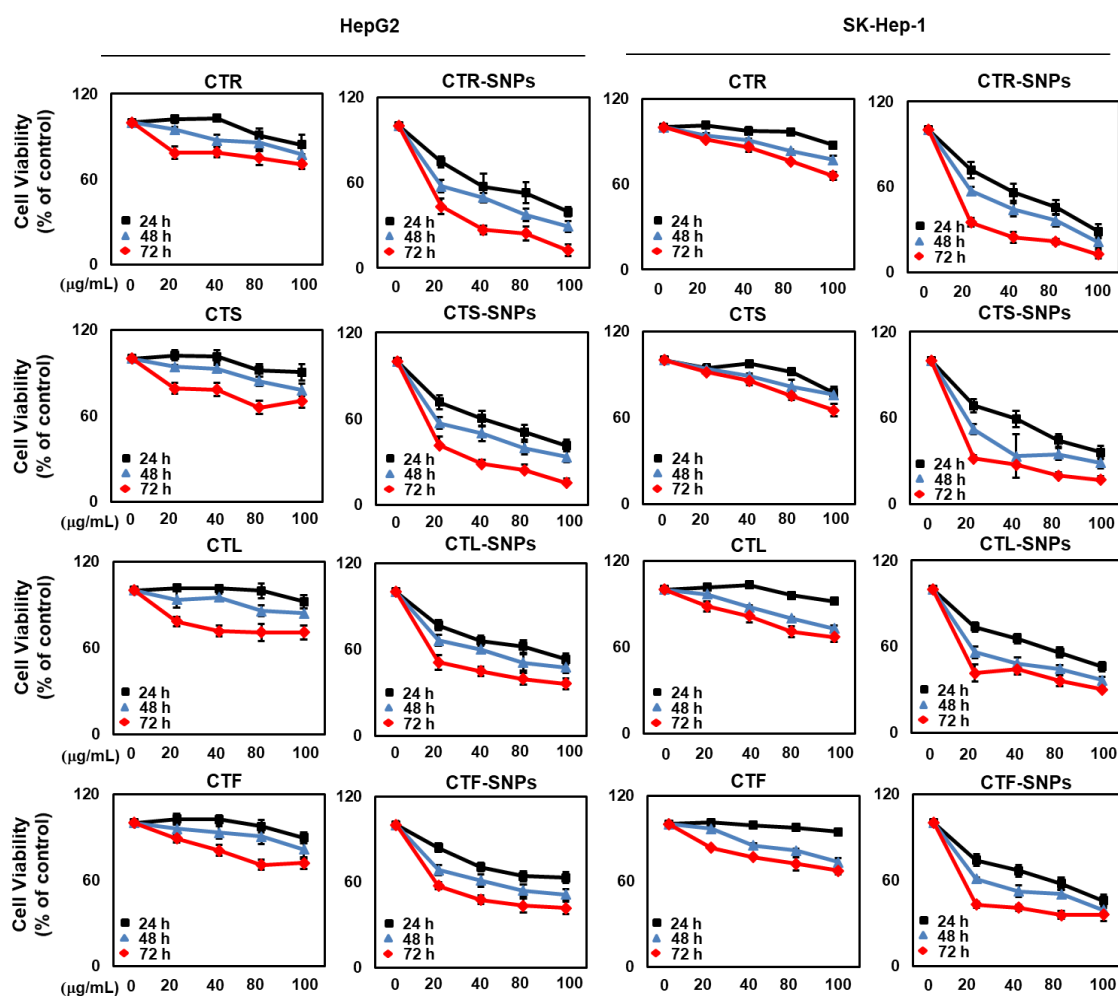 HepG2 SK-Hep-1
CTR CTR-SNPs CTR CTR-SNPs
Cell Viability
(% of control)
120 120 120 120
60 60 60 60
0 0 0 0
24 h 24 h 24 h 24 h
48 h 48 h 48 h 48 h
72 h 72 h 72 h 72 h
(μg/mL) 0 20 40 80 100 0 20 40 80 100 0 20 40 80 100 0 20 40 80 100
CTS CTS-SNPs CTS CTS-SNPs
Cell Viability
(% of control)
120 120 120 120
60 60 60 60
0 0 0 0
24 h 24 h 24 h 24 h
48 h 48 h 48 h 48 h
72 h 72 h 72 h 72 h
(μg/mL) 0 20 40 80 100 0 20 40 80 100 0 20 40 80 100 0 20 40 80 100
CTL CTL-SNPs CTL CTL-SNPs
Cell Viability
(% of control)
120 120 120 120
60 60 60 60
0 0 0 0
24 h 24 h 24 h 24 h
48 h 48 h 48 h 48 h
72 h 72 h 72 h 72 h
(μg/mL) 0 20 40 80 100 0 20 40 80 100 0 20 40 80 100 0 20 40 80 100
CTF CTF-SNPs CTF CTF-SNPs
Cell Viability
(% of control)
120 120 120 120
60 60 60 60
0 0 0 0
24 h 24 h 24 h 24 h
48 h 48 h 48 h 48 h
72 h 72 h 72 h 72 h
(μg/mL) 0 20 40 80 100 0 20 40 80 100 0 20 40 80 100 0 20 40 80 100